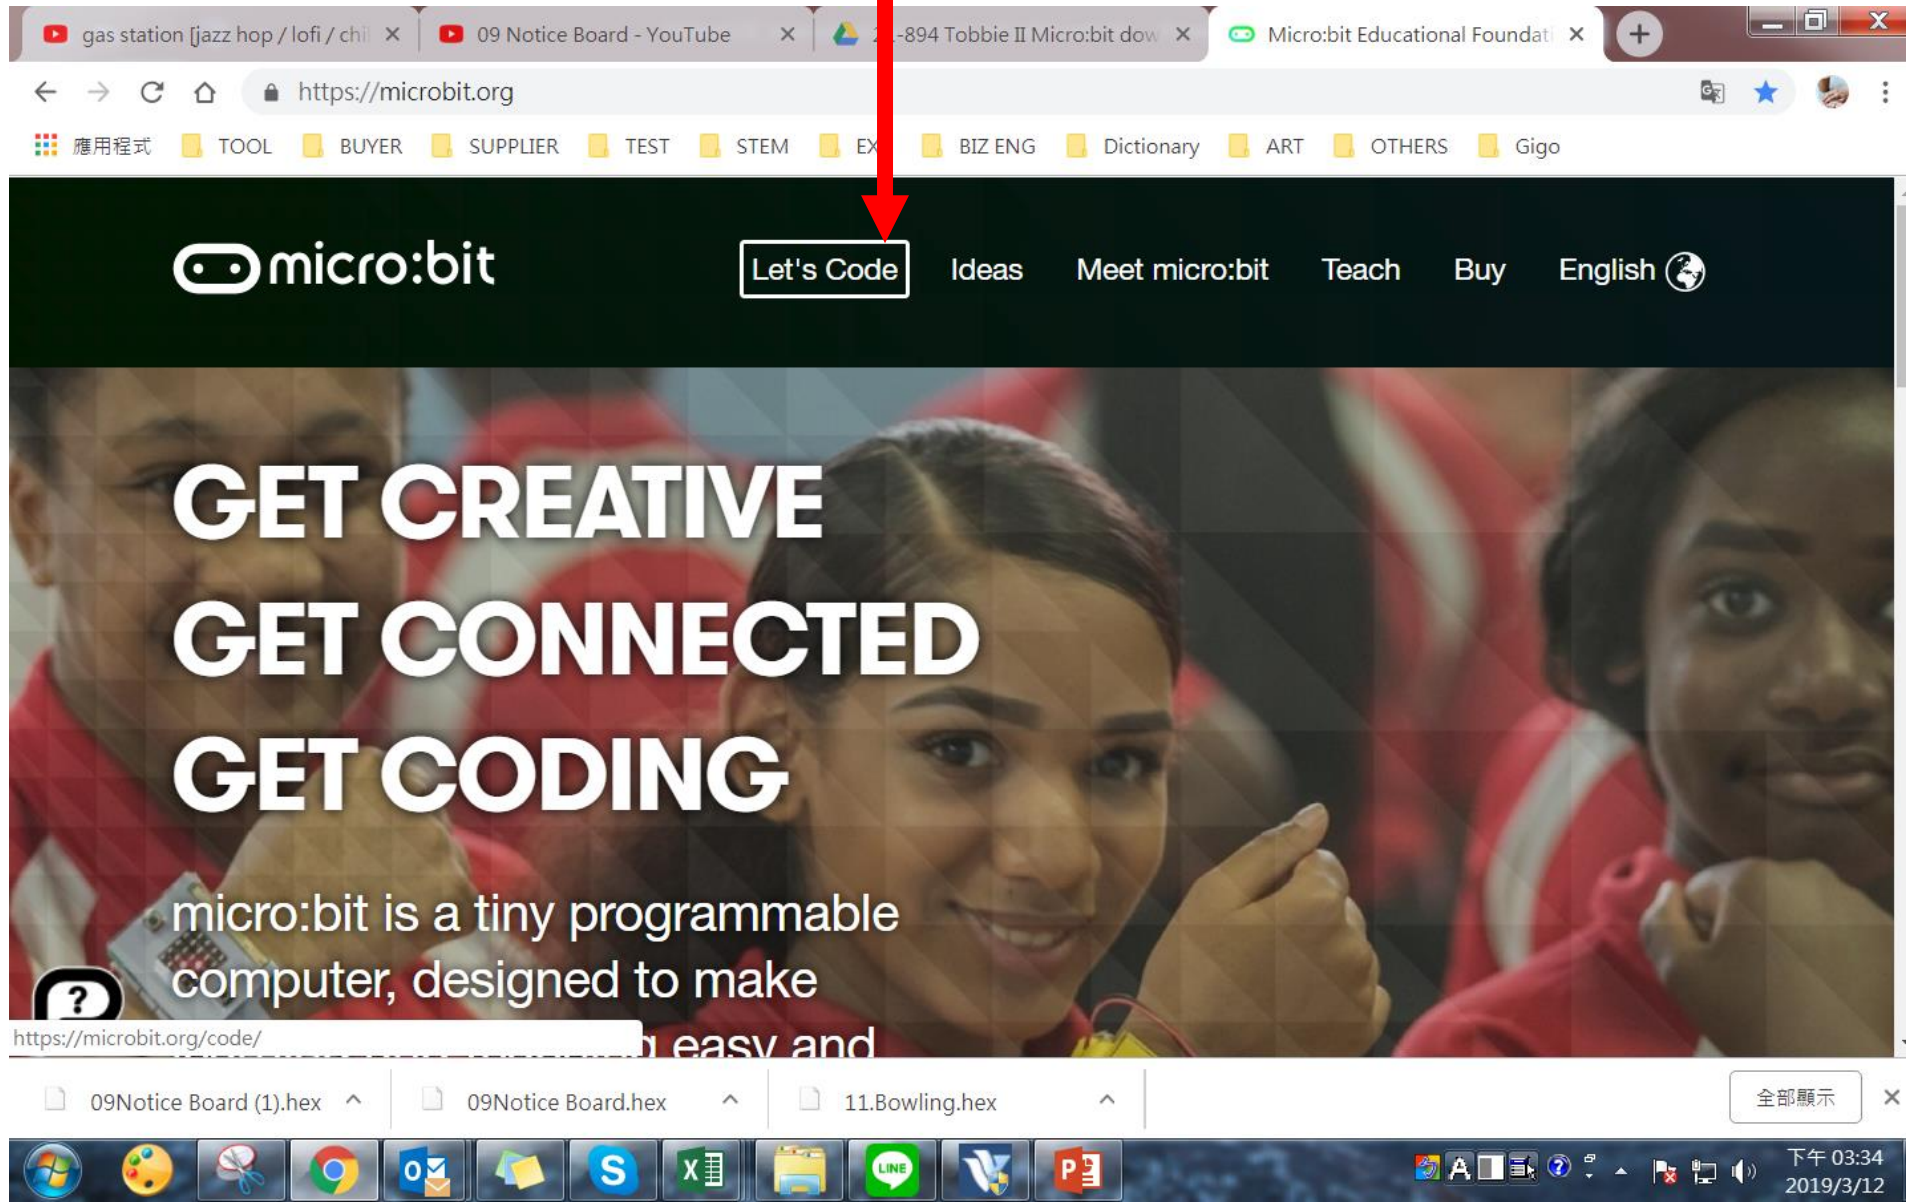 gas station [jazz hop / lofi / chil
09 Notice Board - YouTube
-894 Tobbie II Micro:bit dow
Micro:bit Educational Foundati
https://microbit.org
應用程式 TOOL BUYER SUPPLIER TEST STEM BIZ ENG Dictionary ART OTHERS Gigo
micro:bit
Let's Code Ideas Meet micro:bit Teach Buy English
GET CREATIVE
GET CONNECTED
GET CODING
micro:bit is a tiny programmable
computer, designed to make
easy and
?
https://microbit.org/code/
09Notice Board (1).hex 09Notice Board.hex 11.Bowling.hex 全部顯示
LINE
下午 03:34
2019/3/12